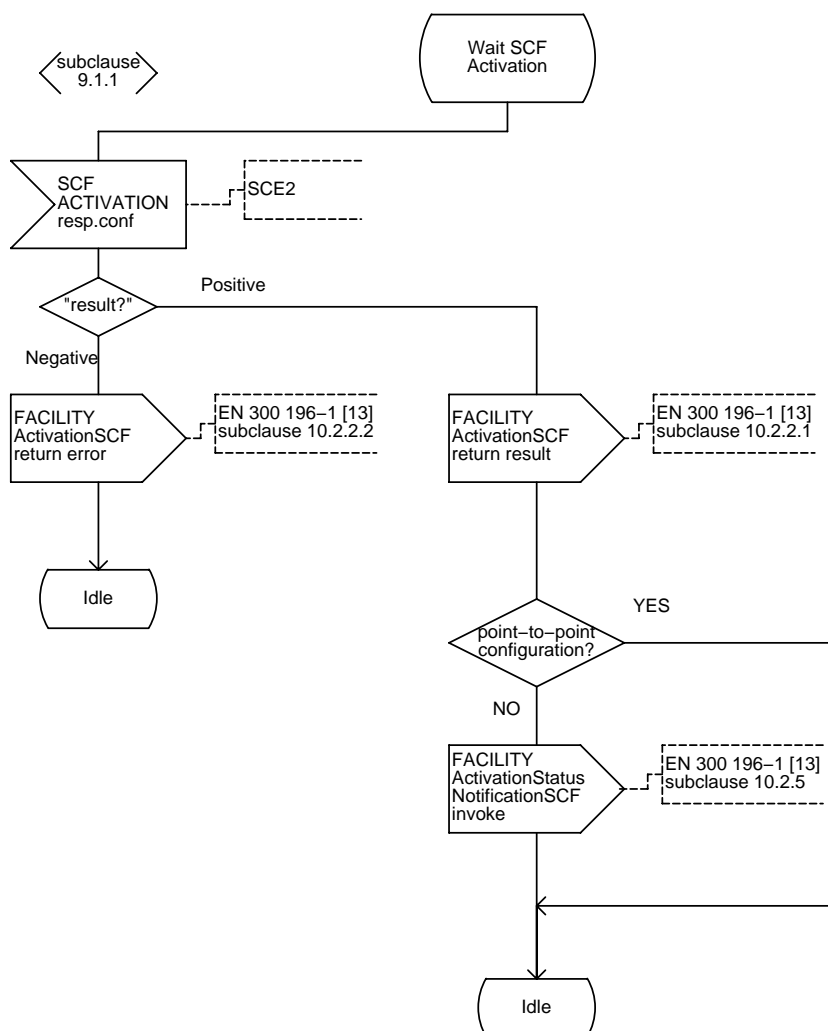 Wait SCF
Activation
subclause
9.1.1
SCF
ACTIVATION
resp.conf
SCE2
"result?"
Positive
Negative
FACILITY
ActivationSCF
return error
EN 300 196–1 [13]
subclause 10.2.2.2
FACILITY
ActivationSCF
return result
EN 300 196–1 [13]
subclause 10.2.2.1
Idle
point–to–point
configuration?
YES
NO
FACILITY
ActivationStatus
NotificationSCF
invoke
EN 300 196–1 [13]
subclause 10.2.5
Idle